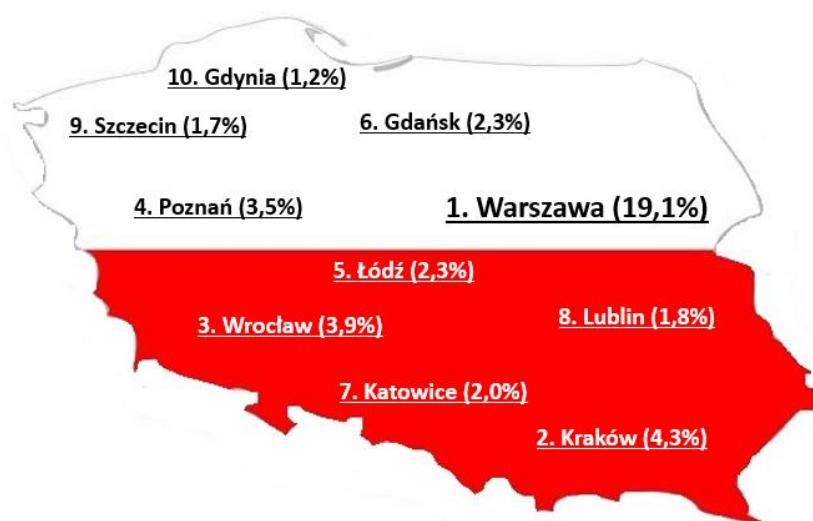 10. Gdynia (1,2%)
9. Szczecin (1,7%)
6. Gdańsk (2,3%)
4. Poznań (3,5%)
1. Warszawa (19,1%)
5. Łódź (2,3%)
3. Wrocław (3,9%)
8. Lublin (1,8%)
7. Katowice (2,0%)
2. Kraków (4,3%)